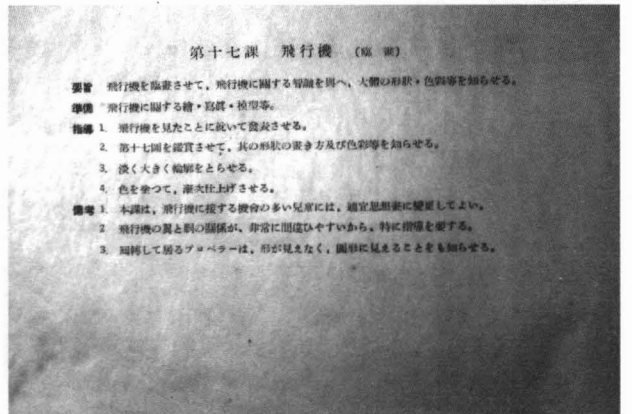 第十七課 飛行機 (臨畫)
要旨 飛行機を臨畫させて、飛行機に關する智識を與へ、大體の形狀・色彩等を知らせる。
準備 飛行機に關する繪・寫眞・模型等。
指導 1. 飛行機を見たことに就いて發表させる。
2. 第十七圖を鑑賞させて、其の形狀の畫き方及び色彩等を知らせる。
3. 淡く大きく輪廓をとらせる。
4. 色を塗つて、漸次仕上げさせる。
備考 1. 本課は、飛行機に接する機會の多い兒童には、適宜思想畫に變更してよい。
2 飛行機の翼と胴の關係が、非常に間違ひやすいから、特に指導を要する。
3. 廻轉して居るプロペラーは、形が見えなく、圓形に見えることをも知らせる。